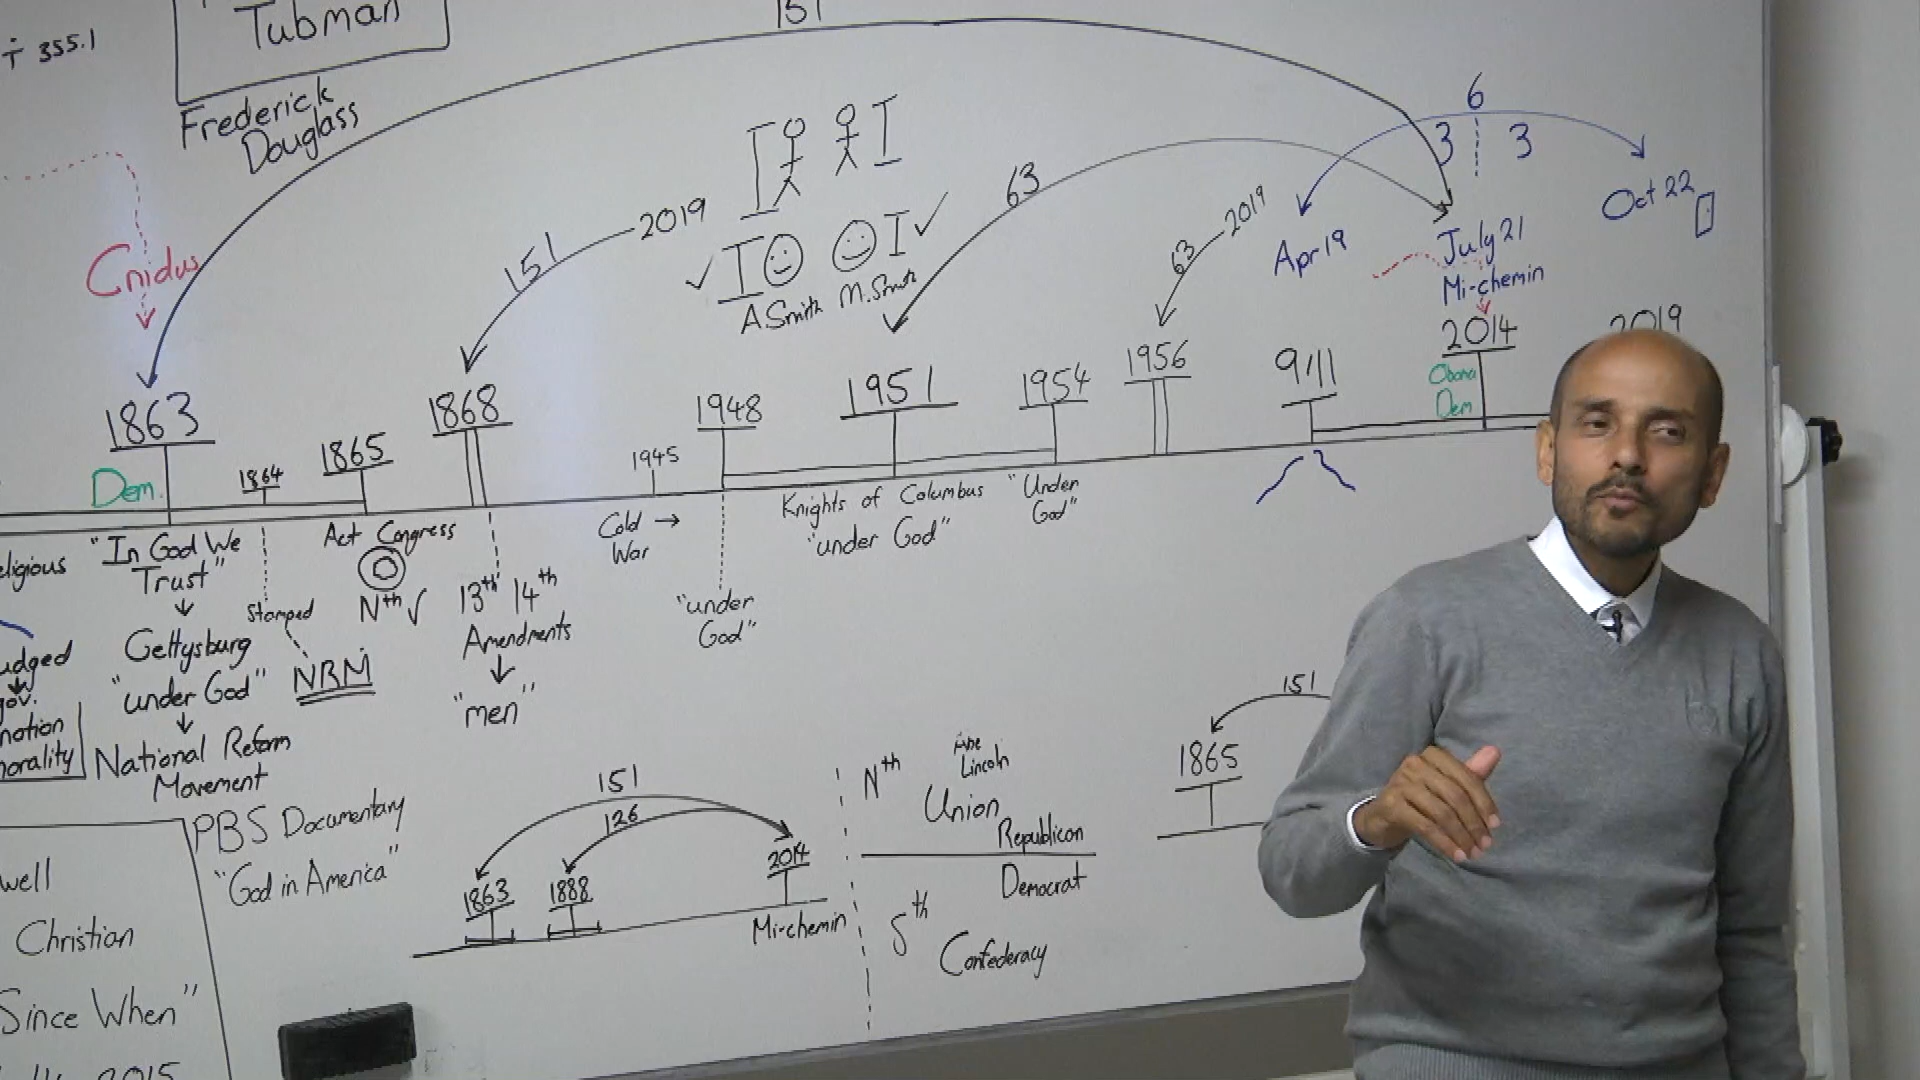 151
Tubman
355.1
Frederick
Douglass
6
3 3
63
2019
151
63
2019
Oct 22
Apr 19
July 21
Mi-chemin
Cnidus
I I
A Smith M. Smith
1863
1864
1865
1868
1945
1948
1951
1954
1956
9/11
2014
2019
Dem.
Obama
Dem
eligious
"In God We
Trust"
Act Congress
Nth √
Stamped
NRM
13th 14th
Amendments
"men"
Cold →
War
"under
God"
Knights of Columbus
"under God"
"Under
God"
Gettysburg
"under God"
National Reform
Movement
udged
gov.
notion
morality
PBS Documentary
"God in America"
well
Christian
Since When"
2015
151
126
1863
1888
2014
Mi-chemin
Nth
Abe
Lincoln
Union
Republican
Democrat
Sth
Confederacy
151
1865